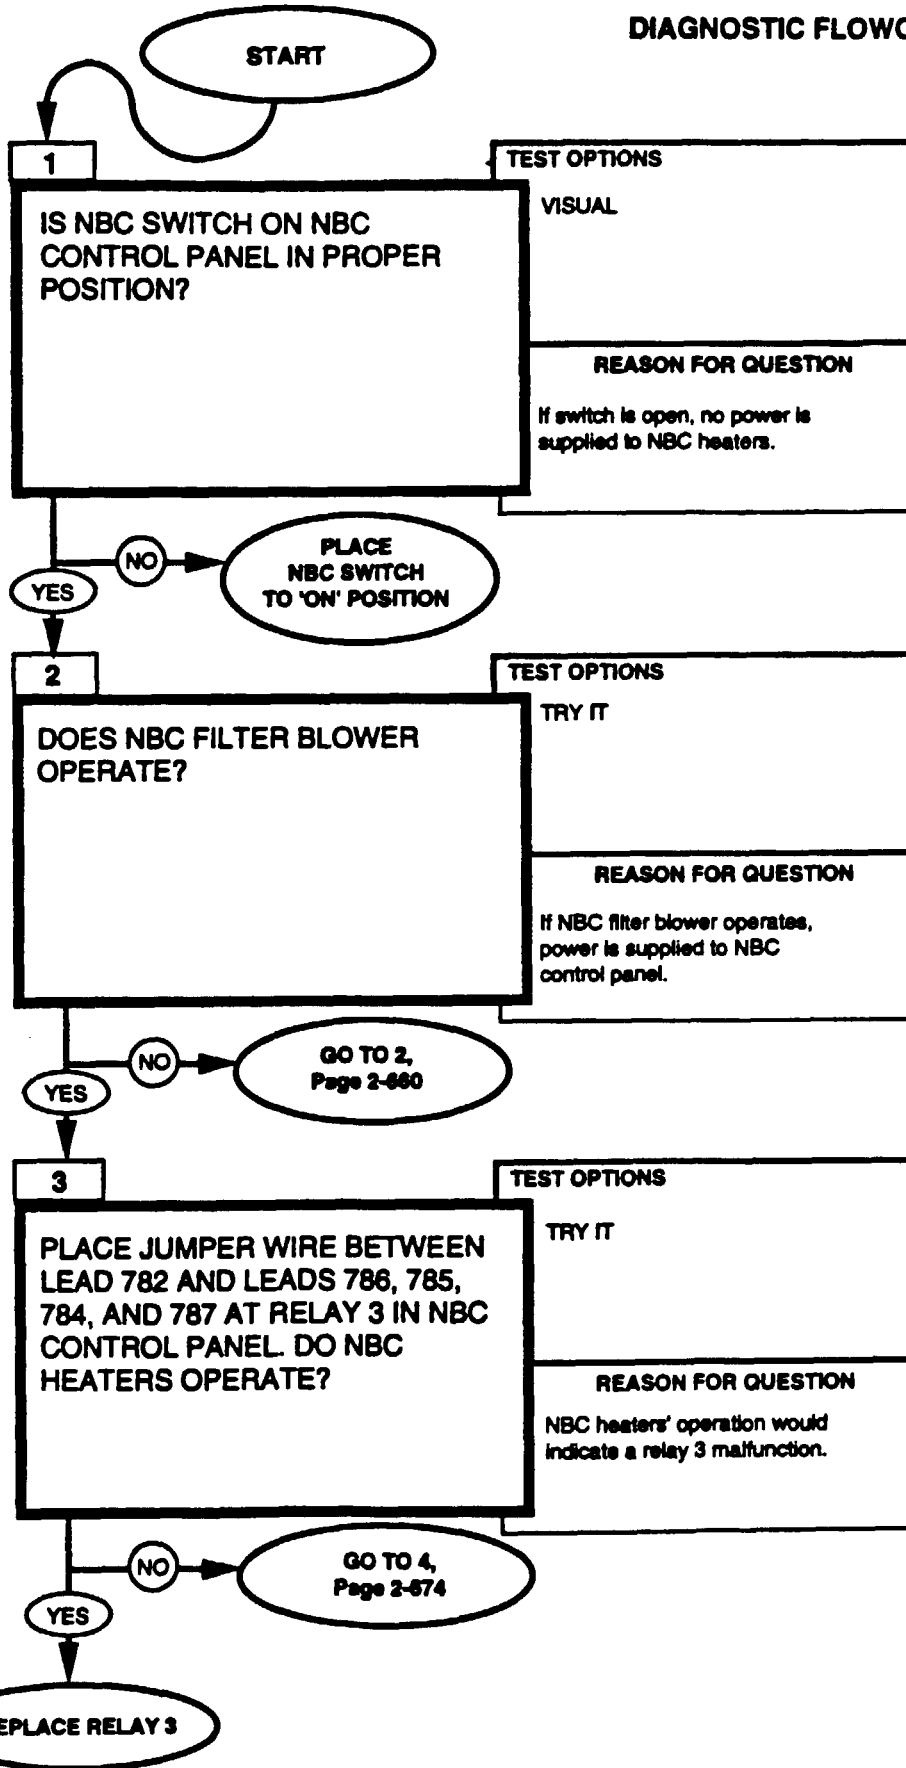 DIAGNOSTIC FLOWC
START
1
IS NBC SWITCH ON NBC
CONTROL PANEL IN PROPER
POSITION?
TEST OPTIONS
VISUAL
REASON FOR QUESTION
If switch is open, no power is
supplied to NBC heaters.
NO
PLACE
NBC SWITCH
TO 'ON' POSITION
YES
2
DOES NBC FILTER BLOWER
OPERATE?
TEST OPTIONS
TRY IT
REASON FOR QUESTION
If NBC filter blower operates,
power is supplied to NBC
control panel.
NO
GO TO 2,
Page 2-660
YES
3
PLACE JUMPER WIRE BETWEEN
LEAD 782 AND LEADS 786, 785,
784, AND 787 AT RELAY 3 IN NBC
CONTROL PANEL. DO NBC
HEATERS OPERATE?
TEST OPTIONS
TRY IT
REASON FOR QUESTION
NBC heaters' operation would
indicate a relay 3 malfunction.
NO
GO TO 4,
Page 2-674
YES
EPLACE RELAY 3